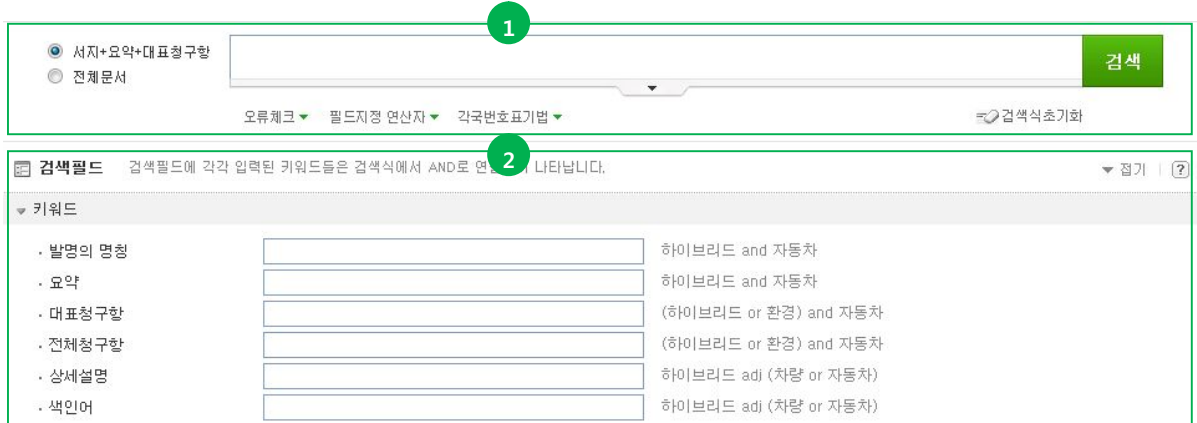 1
서지+요약+대표청구항
전체문서
검색
오류체크 필드지정 연산자 각국번호표기법 검색식초기화
2
검색필드 검색필드에 각각 입력된 키워드들은 검색식에서 AND로 나타납니다. 접기 | ?
키워드
· 발명의 명칭 하이브리드 and 자동차
· 요약 하이브리드 and 자동차
· 대표청구항 (하이브리드 or 환경) and 자동차
· 전체청구항 (하이브리드 or 환경) and 자동차
· 상세설명 하이브리드 adj (차량 or 자동차)
· 색인어 하이브리드 adj (차량 or 자동차)